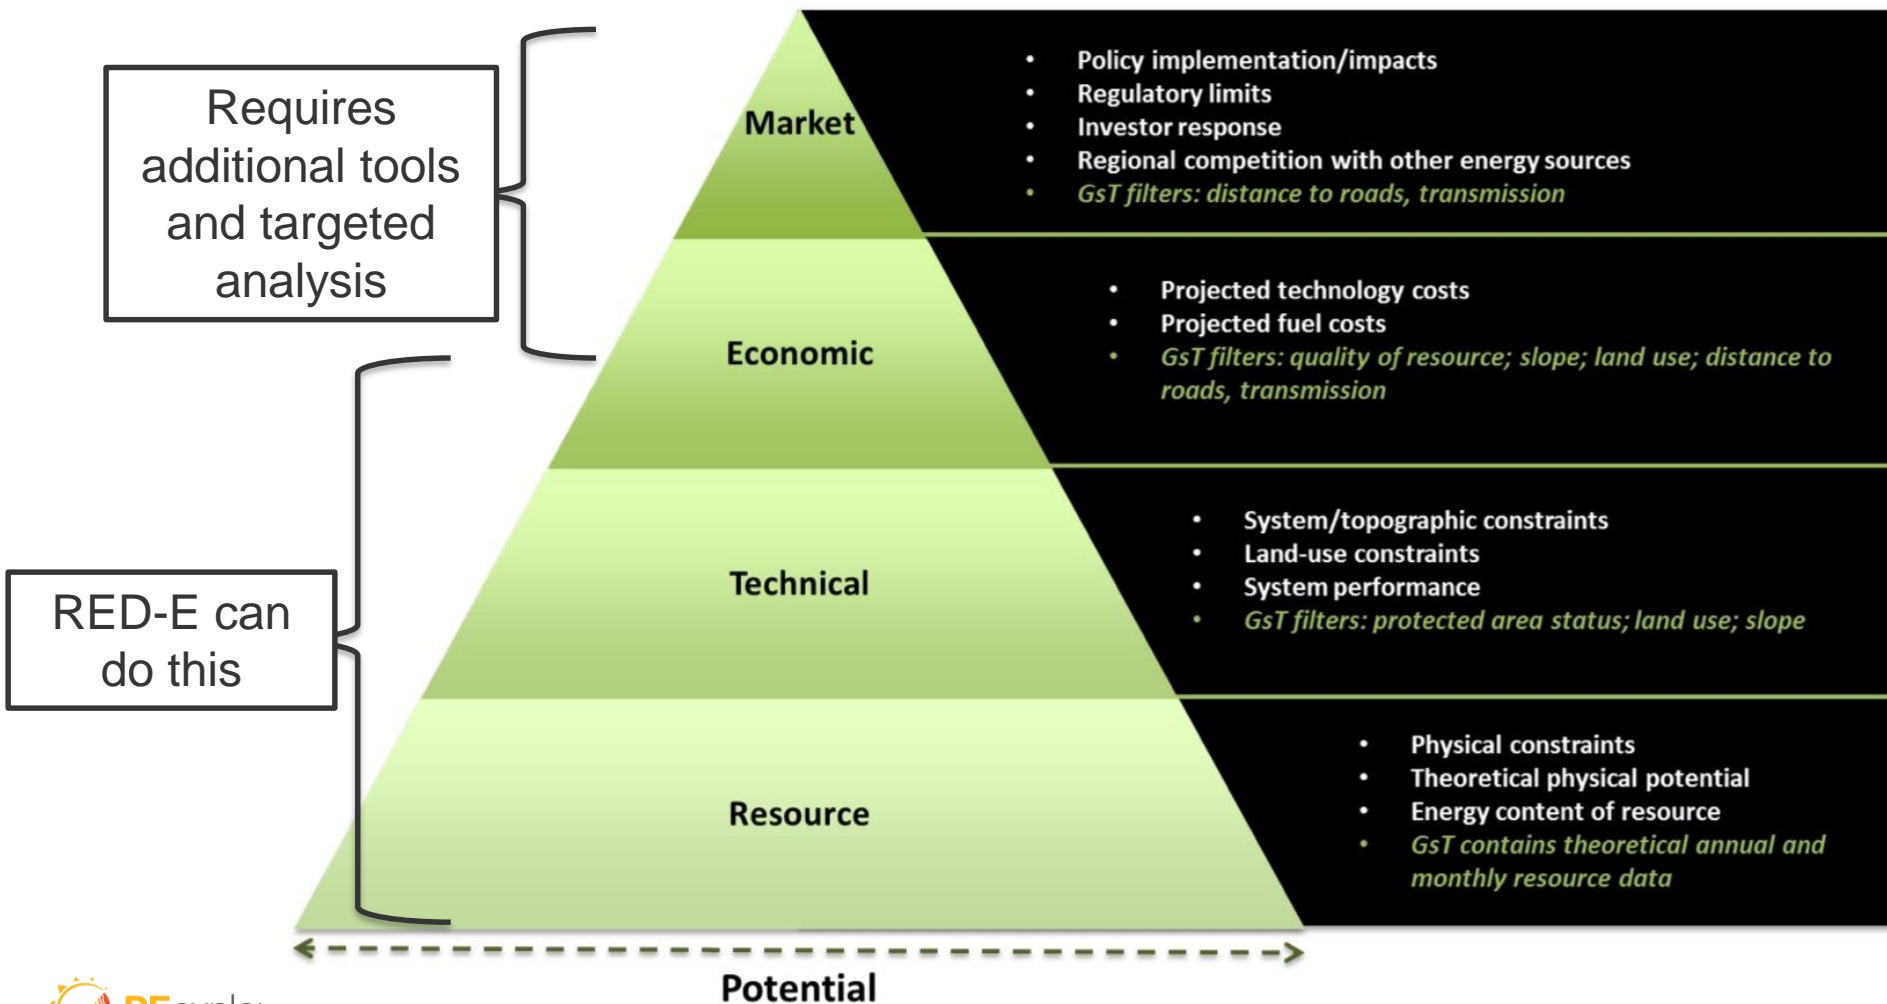 Requires
additional tools
and targeted
analysis
RED-E can
do this
Market
• Policy implementation/impacts
• Regulatory limits
• Investor response
• Regional competition with other energy sources
• GsT filters: distance to roads, transmission
Economic
• Projected technology costs
• Projected fuel costs
• GsT filters: quality of resource; slope; land use; distance to
roads, transmission
Technical
• System/topographic constraints
• Land-use constraints
• System performance
• GsT filters: protected area status; land use; slope
Resource
• Physical constraints
• Theoretical physical potential
• Energy content of resource
• GsT contains theoretical annual and
monthly resource data
Potential